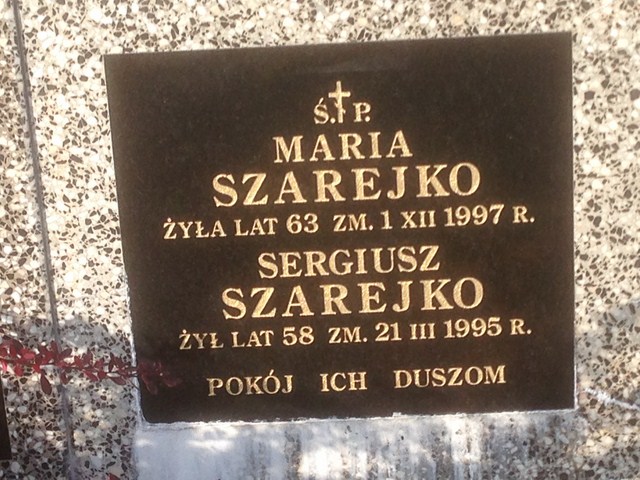 Ś.†P.
MARIA
SZAREJKO
ŻYŁA LAT 63 ZM. 1 XII 1997 R.
SERGIUSZ
SZAREJKO
ŻYŁ LAT 58 ZM. 21 III 1995 R.
POKÓJ ICH DUSZOM